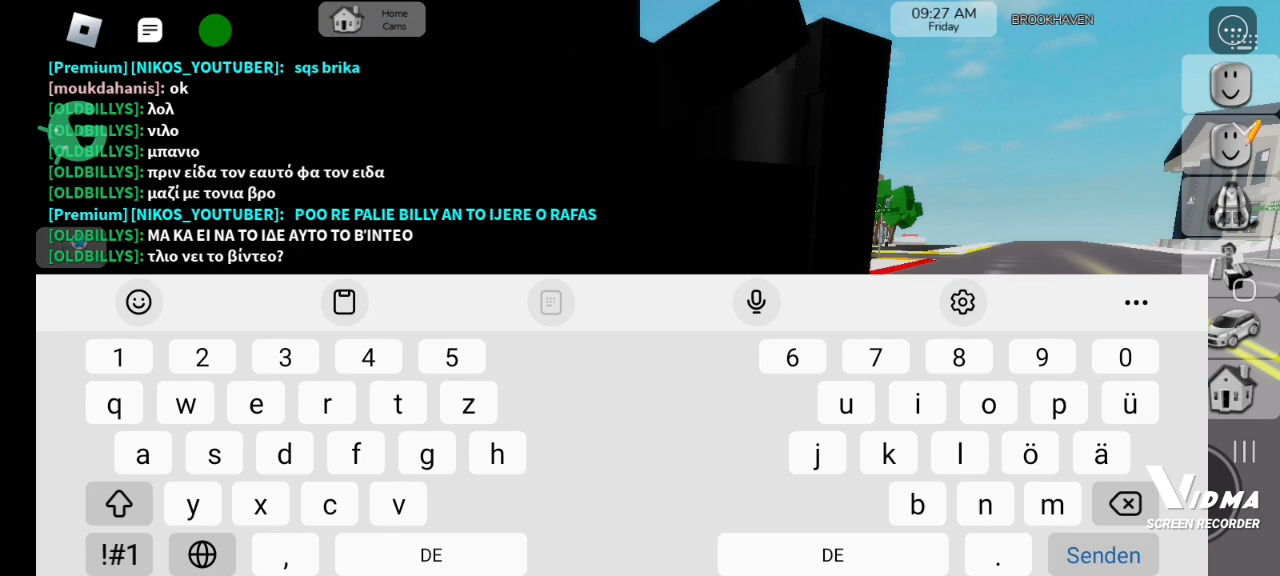 Home
Cams
09:27 AM
Friday
BROOKHAVEN
[Premium] [NIKOS_YOUTUBER]: sqs brika
[moukdahanis]: ok
[OLDBILLYS]: λολ
[OLDBILLYS]: νιλο
[OLDBILLYS]: μπανιο
[OLDBILLYS]: πριν είδα τον εαυτό φα τον ειδα
[OLDBILLYS]: μαζί με τονια βρο
[Premium] [NIKOS_YOUTUBER]: POO RE PALIE BILLY AN TO IJERE O RAFAS
[OLDBILLYS]: ΜΑ ΚΑ ΕΙ ΝΑ ΤΟ ΙΔΕ ΑΥΤΟ ΤΟ ΒΊΝΤΕΟ
[OLDBILLYS]: τλιο νει το βίντεο?
1 2 3 4 5 6 7 8 9 0
q w e r t z u i o p ü
a s d f g h j k l ö ä
y x c v b n m
!#1 , DE DE . Senden
VIDMA
SCREEN RECORDER